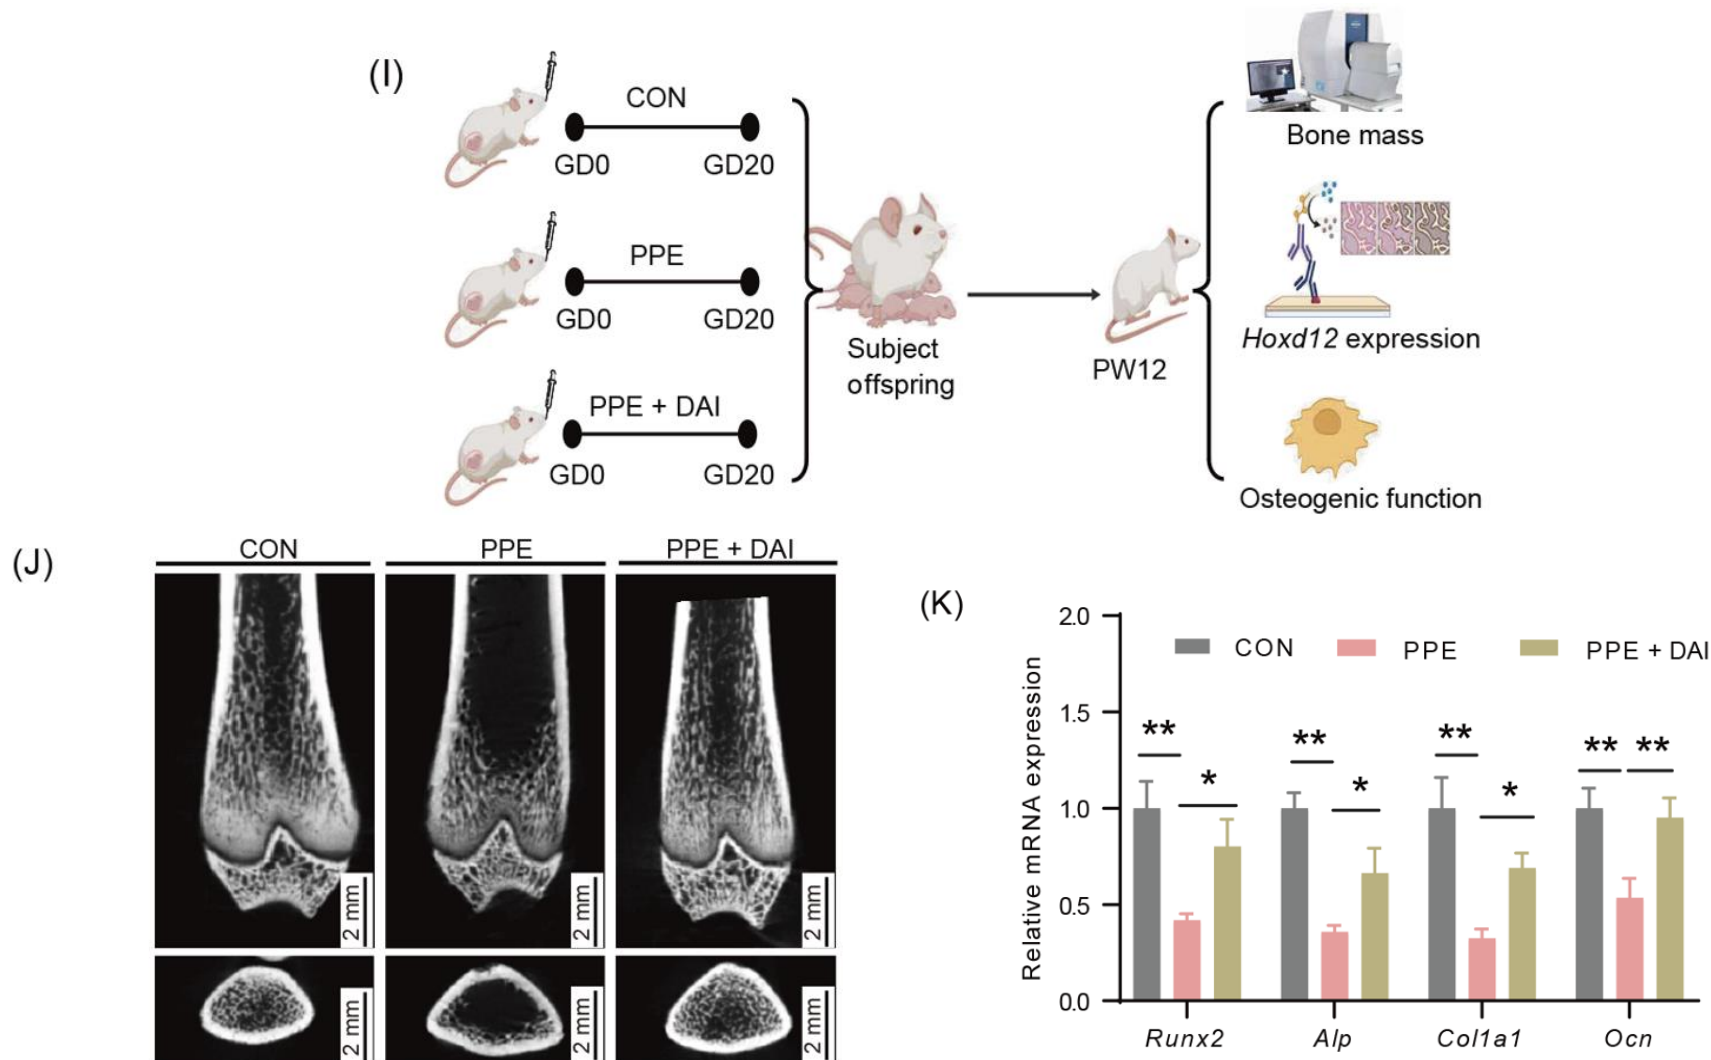 (I)
CON
GD0 GD20
PPE
GD0 GD20
PPE + DAI
GD0 GD20
Subject
offspring
PW12
Bone mass
Hoxd12 expression
Osteogenic function
(J)
CON PPE PPE + DAI
2 mm 2 mm 2 mm
2 mm 2 mm 2 mm
(K)
Relative mRNA expression
2.0
1.5
1.0
0.5
0.0
CON PPE PPE + DAI
** * ** * ** * ** **
Runx2 Alp Col1a1 Ocn